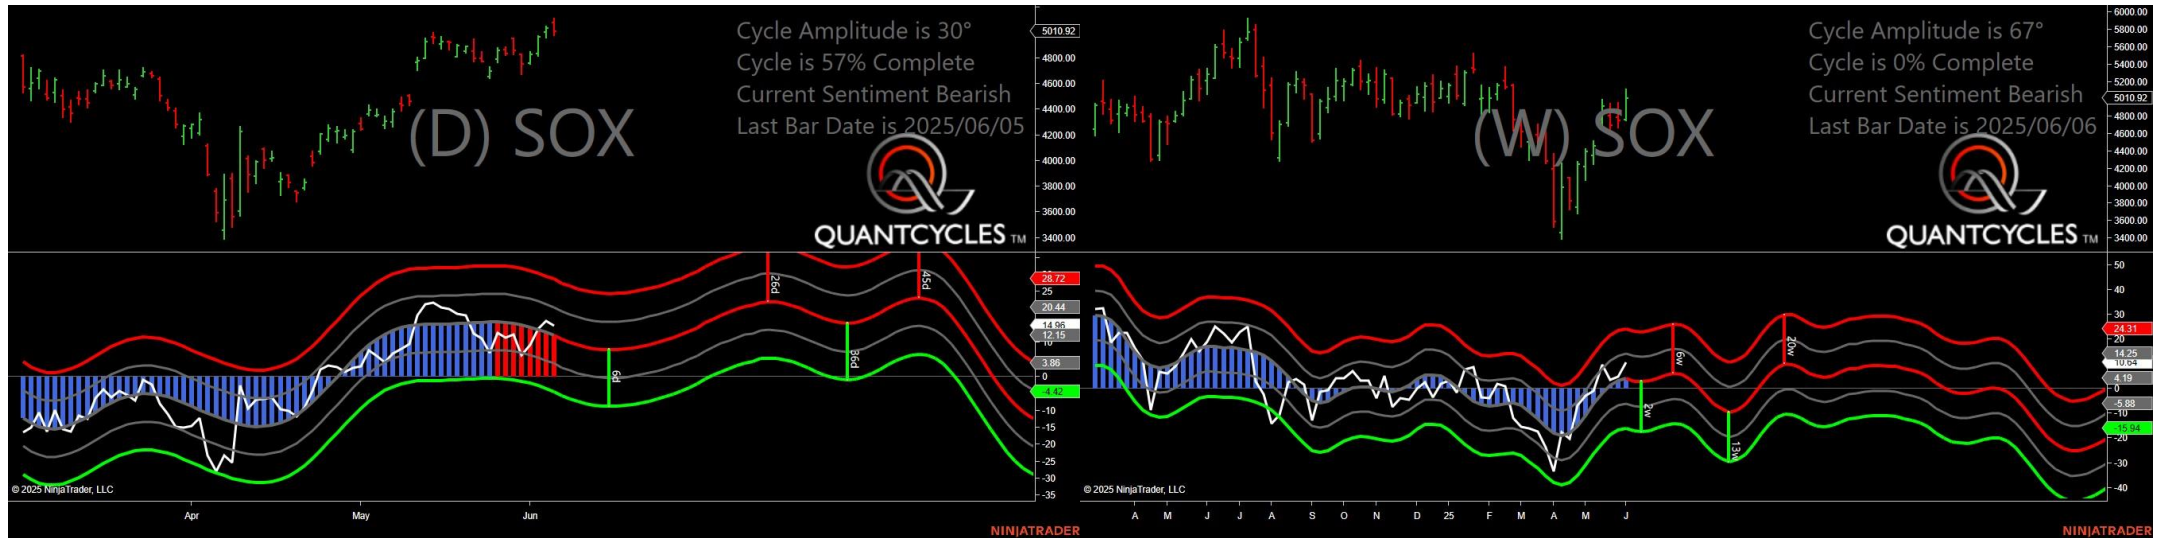 Cycle Amplitude is 30°
Cycle is 57% Complete
Current Sentiment Bearish
Last Bar Date is 2025/06/05
(D) SOX
QUANTCYCLES TM
5010.92
4800.00
4600.00
4400.00
4200.00
4000.00
3800.00
3600.00
3400.00
26d
45d
6d
36d
28.72
25
20.44
14.96
12.15
10
3.86
0
-4.42
-10
-15
-20
-25
-30
-35
© 2025 NinjaTrader, LLC
Apr May Jun
NINJATRADER
Cycle Amplitude is 67°
Cycle is 0% Complete
Current Sentiment Bearish
Last Bar Date is 2025/06/06
(W) SOX
QUANTCYCLES TM
6000.00
5800.00
5600.00
5400.00
5200.00
5010.92
4800.00
4600.00
4400.00
4200.00
4000.00
3800.00
3600.00
3400.00
6w
20w
2w
13w
50
40
30
24.31
20
14.25
10.64
4.19
0
-5.88
-10
-15.94
-20
-30
-40
© 2025 NinjaTrader, LLC
A M J J A S O N D 25 F M A M J
NINJATRADER